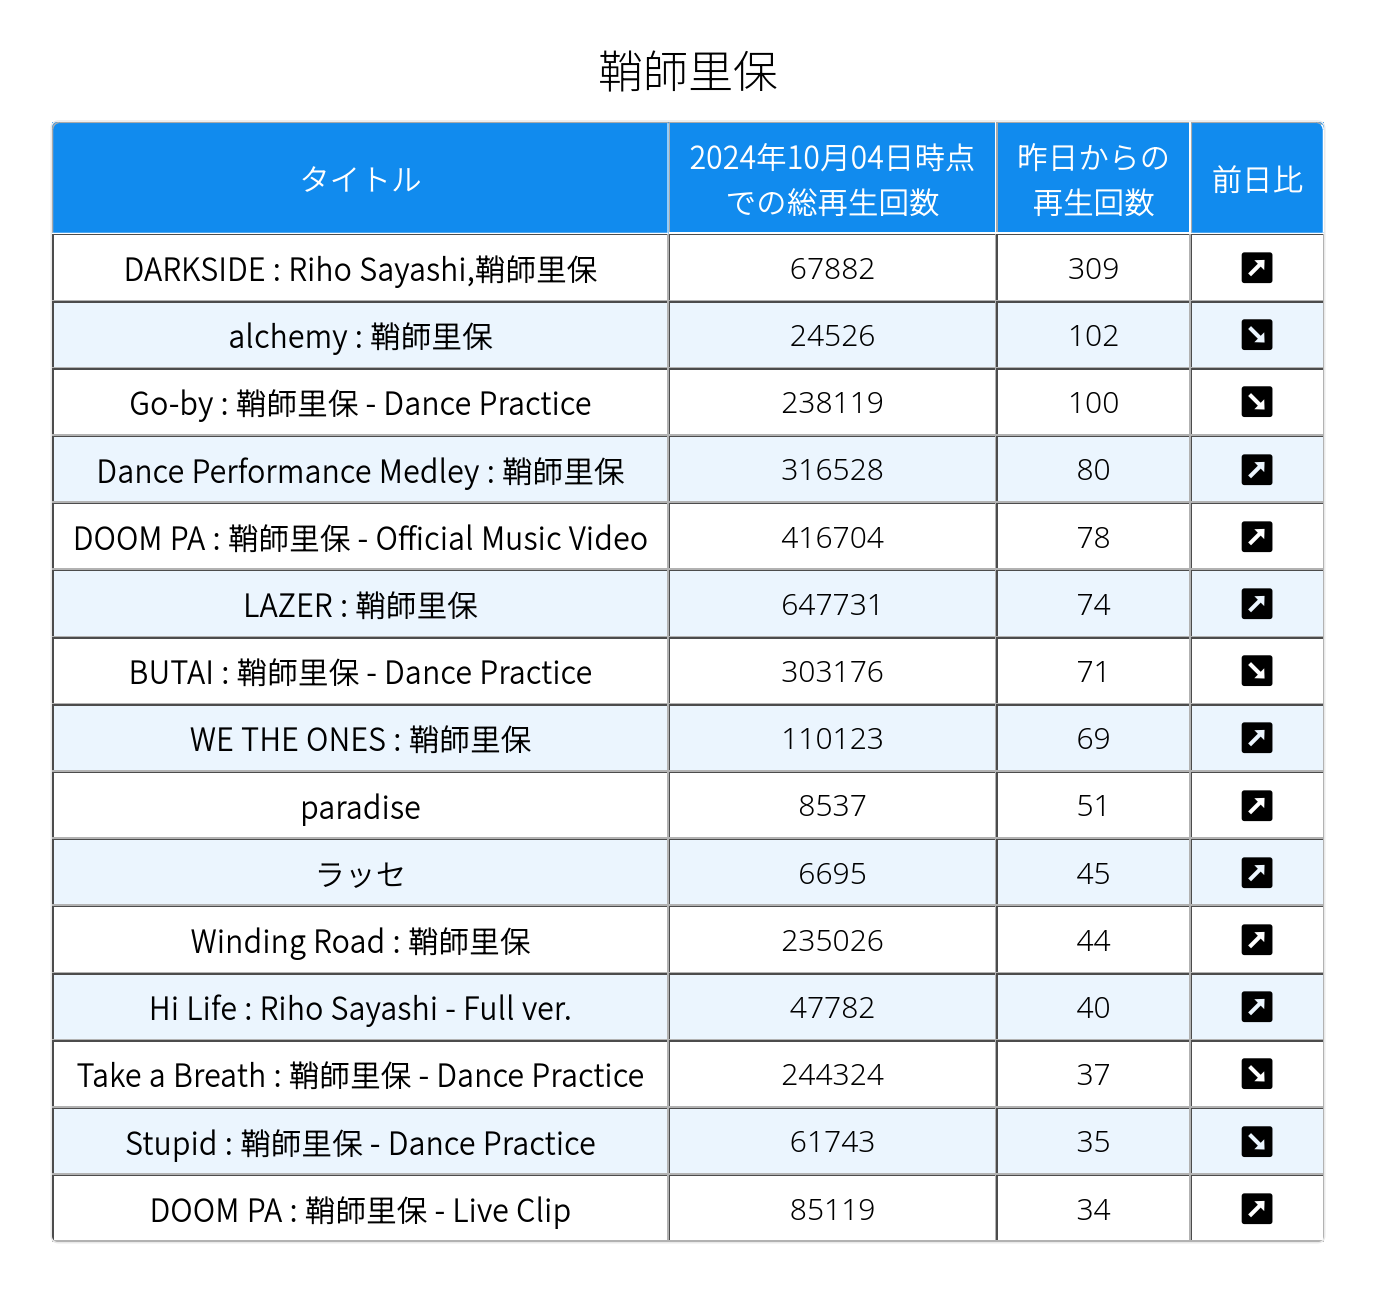 鞘師里保
タイトル 2024年10月04日時点での総再生回数 昨日からの再生回数 前日比
DARKSIDE : Riho Sayashi,鞘師里保 67882 309 ↗
alchemy : 鞘師里保 24526 102 ↘
Go-by : 鞘師里保 - Dance Practice 238119 100 ↘
Dance Performance Medley : 鞘師里保 316528 80 ↗
DOOM PA : 鞘師里保 - Official Music Video 416704 78 ↗
LAZER : 鞘師里保 647731 74 ↗
BUTAI : 鞘師里保 - Dance Practice 303176 71 ↘
WE THE ONES : 鞘師里保 110123 69 ↗
paradise 8537 51 ↗
ラッセ 6695 45 ↗
Winding Road : 鞘師里保 235026 44 ↗
Hi Life : Riho Sayashi - Full ver. 47782 40 ↗
Take a Breath : 鞘師里保 - Dance Practice 244324 37 ↘
Stupid : 鞘師里保 - Dance Practice 61743 35 ↘
DOOM PA : 鞘師里保 - Live Clip 85119 34 ↗